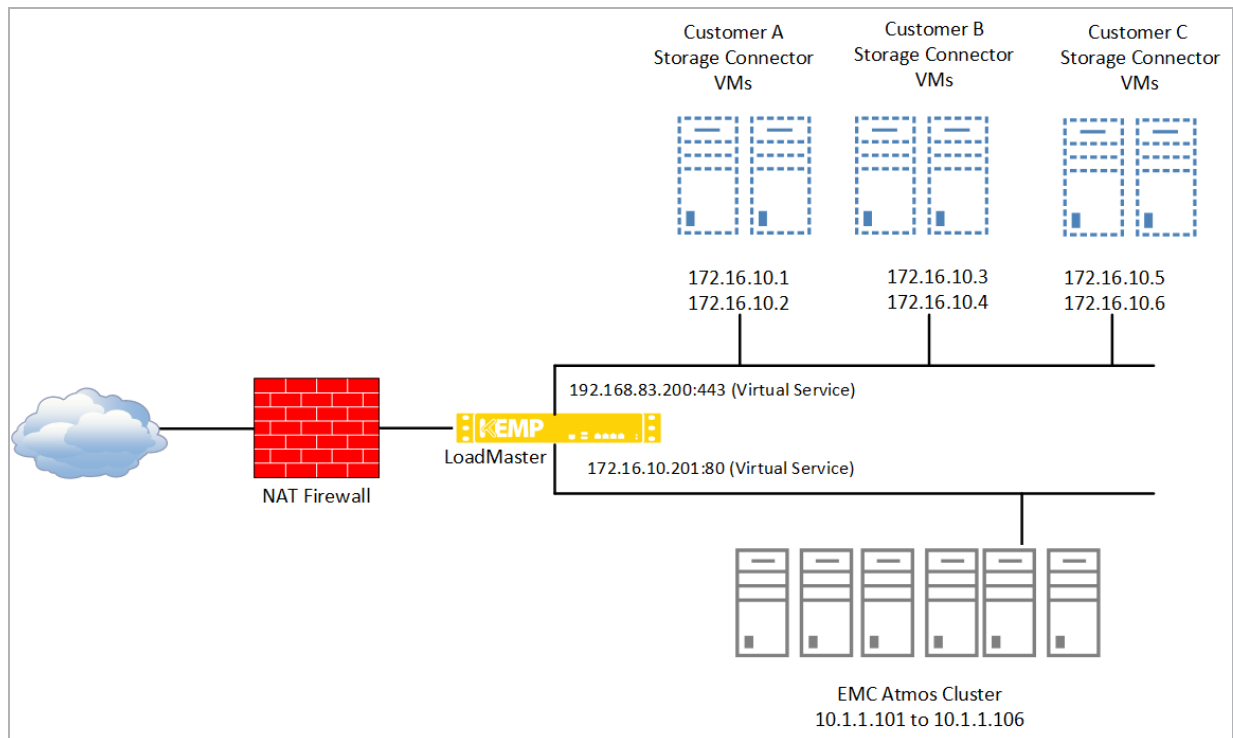 Customer A
Storage Connector
VMs
Customer B
Storage Connector
VMs
Customer C
Storage Connector
VMs
172.16.10.1
172.16.10.2
172.16.10.3
172.16.10.4
172.16.10.5
172.16.10.6
192.168.83.200:443 (Virtual Service)
KEMP
LoadMaster
172.16.10.201:80 (Virtual Service)
NAT Firewall
EMC Atmos Cluster
10.1.1.101 to 10.1.1.106